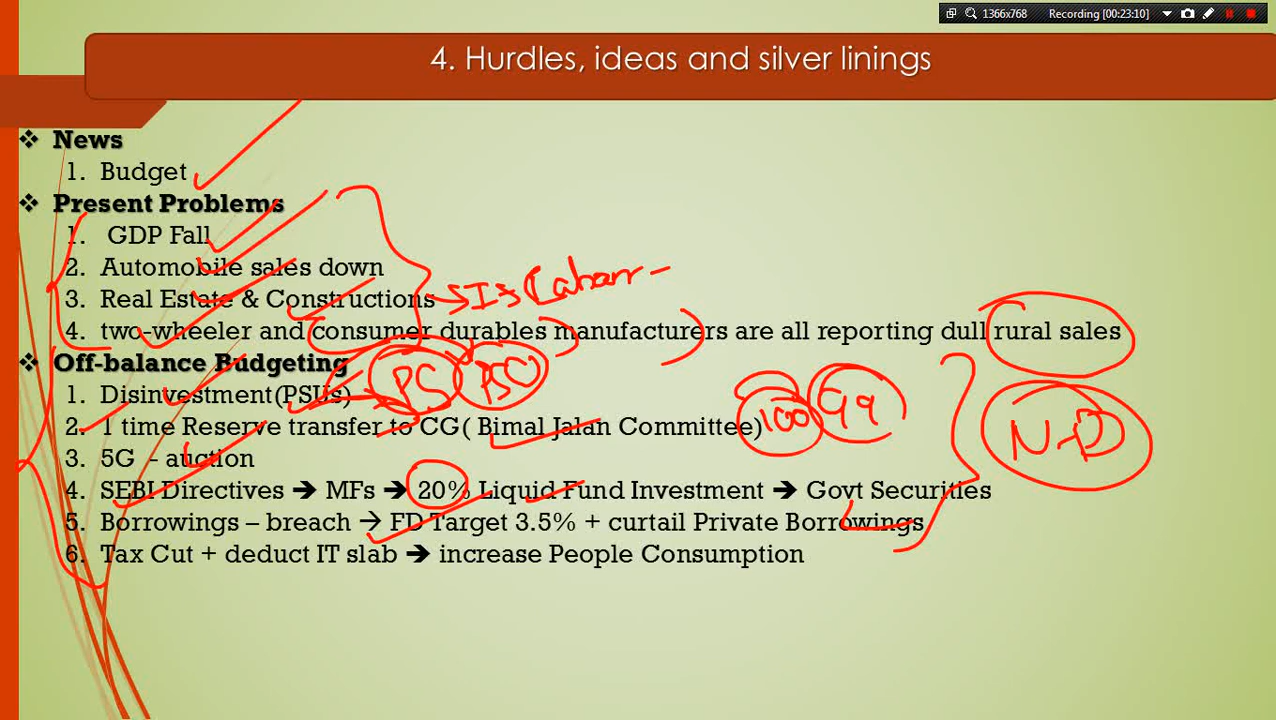 1366x768 Recording [00:23:10]
4. Hurdles, ideas and silver linings
❖ News
1. Budget
❖ Present Problems
1. GDP Fall
2. Automobile sales down
3. Real Estate & Constructions
4. two-wheeler and consumer durables manufacturers are all reporting dull rural sales
❖ Off-balance Budgeting
PS PSU
1. Disinvestment(PSUs)
100 99
2. 1 time Reserve transfer to CG( Bimal Jalan Committee)
3. 5G - auction
4. SEBI Directives ➔ MFs ➔ 20% Liquid Fund Investment ➔ Govt Securities
5. Borrowings – breach → FD Target 3.5% + curtail Private Borrowings
6. Tax Cut + deduct IT slab ➔ increase People Consumption